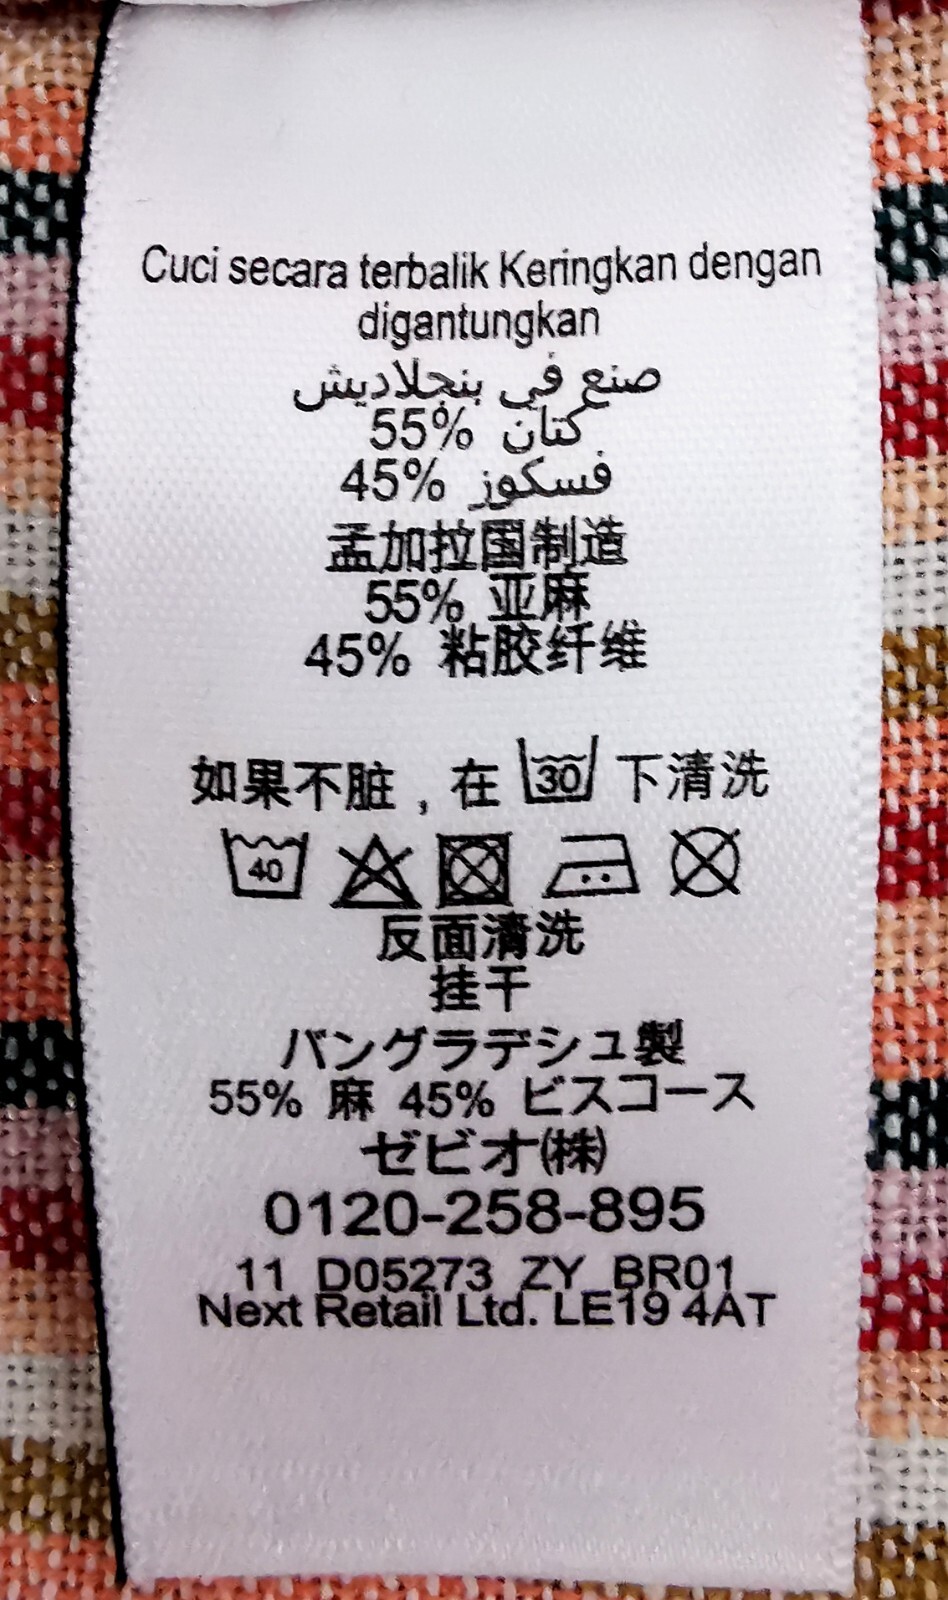 Cuci secara terbalik Keringkan dengan
digantungkan
صنع في بنجلاديش
55% كتان
45% فسكوز
孟加拉国制造
55% 亚麻
45% 粘胶纤维
如果不脏，在 30 下清洗
40
反面清洗
挂干
バングラデシュ製
55% 麻 45% ビスコース
ゼビオ(株)
0120-258-895
11 D05273 ZY BR01
Next Retail Ltd. LE19 4AT